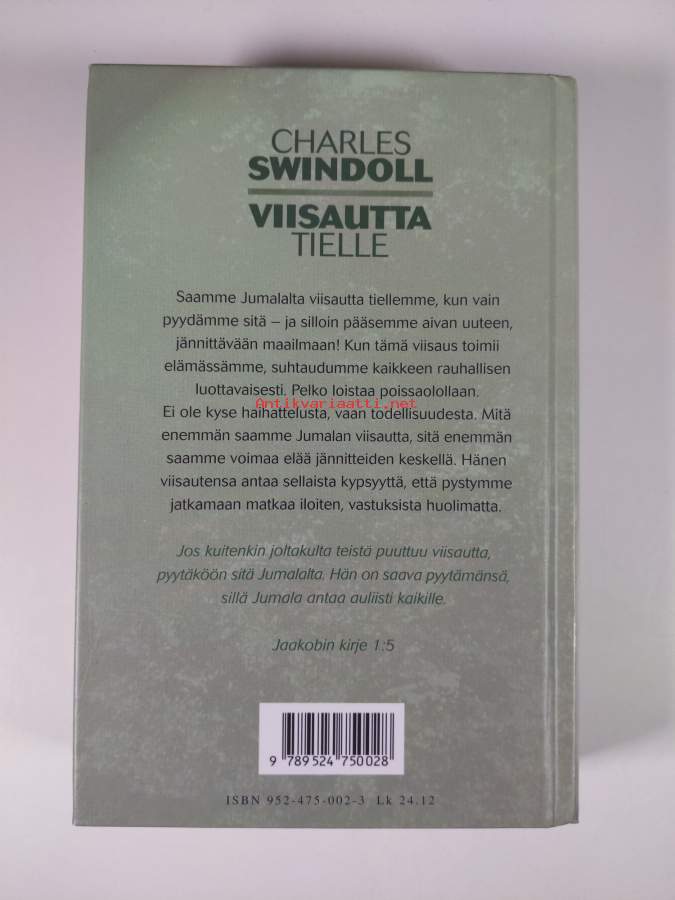 CHARLES
SWINDOLL
VIISAUTTA
TIELLE
Saamme Jumalalta viisautta tiellemme, kun vain
pyydämme sitä – ja silloin pääsemme aivan uuteen,
jännittävään maailmaan! Kun tämä viisaus toimii
elämässämme, suhtaudumme kaikkeen rauhallisen
luottavaisesti. Pelko loistaa poissaolollaan.
Antikvariaatti.net
Ei ole kyse haihattelusta, vaan todellisuudesta. Mitä
enemmän saamme Jumalan viisautta, sitä enemmän
saamme voimaa elää jännitteiden keskellä. Hänen
viisautensa antaa sellaista kypsyyttä, että pystymme
jatkamaan matkaa iloiten, vastuksista huolimatta.
Jos kuitenkin joltakulta teistä puuttuu viisautta,
pyytäköön sitä Jumalalta. Hän on saava pyytämänsä,
sillä Jumala antaa auliisti kaikille.
Jaakobin kirje 1:5
9 789524 750028
ISBN 952-475-002-3 Lk 24.12